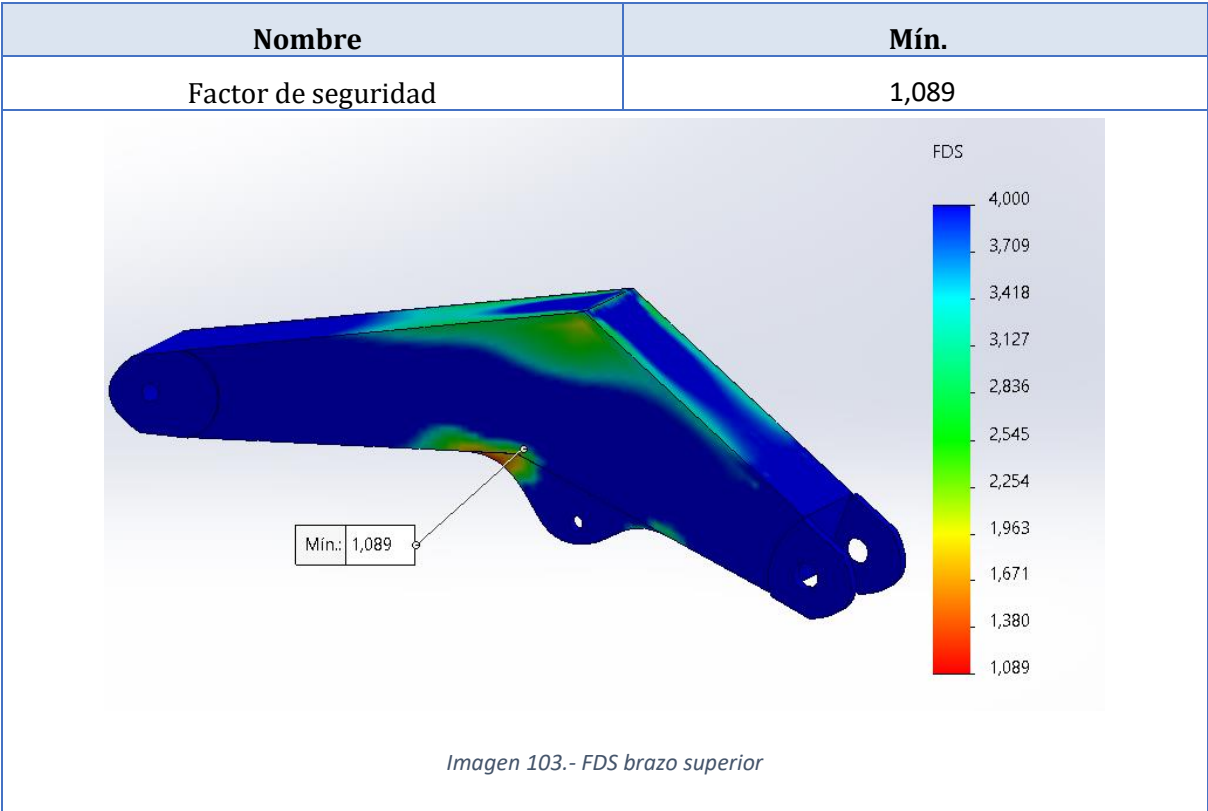 Nombre Mín.
Factor de seguridad 1,089
FDS
4,000
3,709
3,418
3,127
2,836
2,545
2,254
1,963
1,671
1,380
1,089
Mín.: 1,089
Imagen 103.- FDS brazo superior